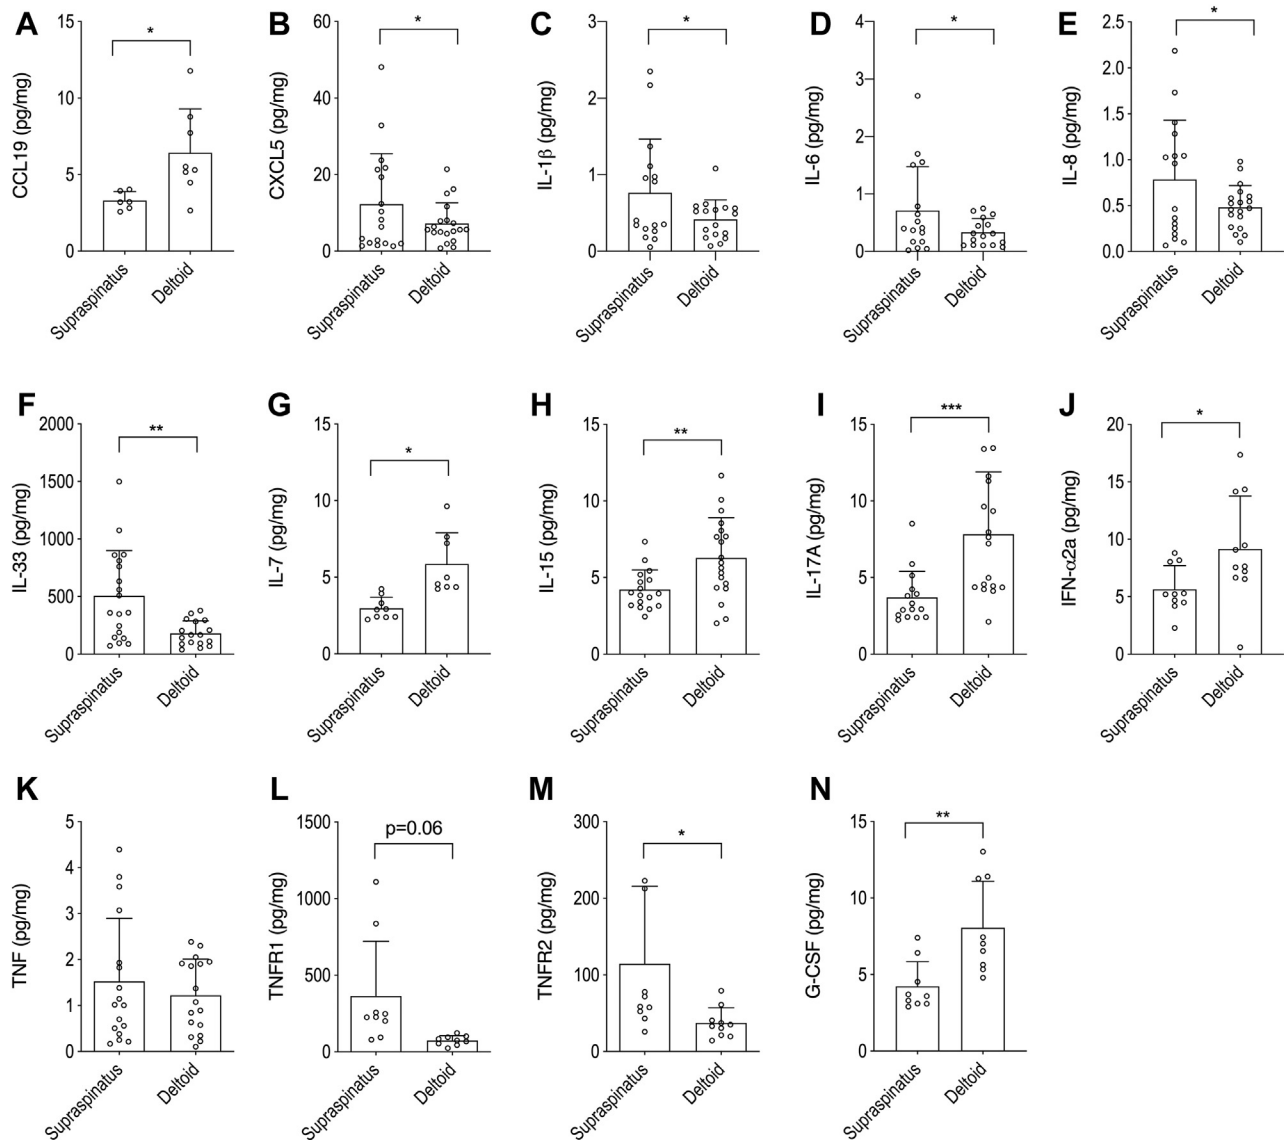 A
CCL19 (pg/mg)
15
10
5
0
*
Supraspinatus
Deltoid
B
CXCL5 (pg/mg)
60
40
20
0
*
Supraspinatus
Deltoid
C
IL-1β (pg/mg)
3
2
1
0
*
Supraspinatus
Deltoid
D
IL-6 (pg/mg)
4
3
2
1
0
*
Supraspinatus
Deltoid
E
IL-8 (pg/mg)
2.5
2.0
1.5
1.0
0.5
0.0
*
Supraspinatus
Deltoid
F
IL-33 (pg/mg)
2000
1500
1000
500
0
**
Supraspinatus
Deltoid
G
IL-7 (pg/mg)
15
10
5
0
*
Supraspinatus
Deltoid
H
IL-15 (pg/mg)
15
10
5
0
**
Supraspinatus
Deltoid
I
IL-17A (pg/mg)
15
10
5
0
***
Supraspinatus
Deltoid
J
IFN-α2a (pg/mg)
20
15
10
5
0
*
Supraspinatus
Deltoid
K
TNF (pg/mg)
5
4
3
2
1
0
Supraspinatus
Deltoid
L
TNFR1 (pg/mg)
1500
1000
500
0
p=0.06
Supraspinatus
Deltoid
M
TNFR2 (pg/mg)
300
200
100
0
*
Supraspinatus
Deltoid
N
G-CSF (pg/mg)
15
10
5
0
**
Supraspinatus
Deltoid